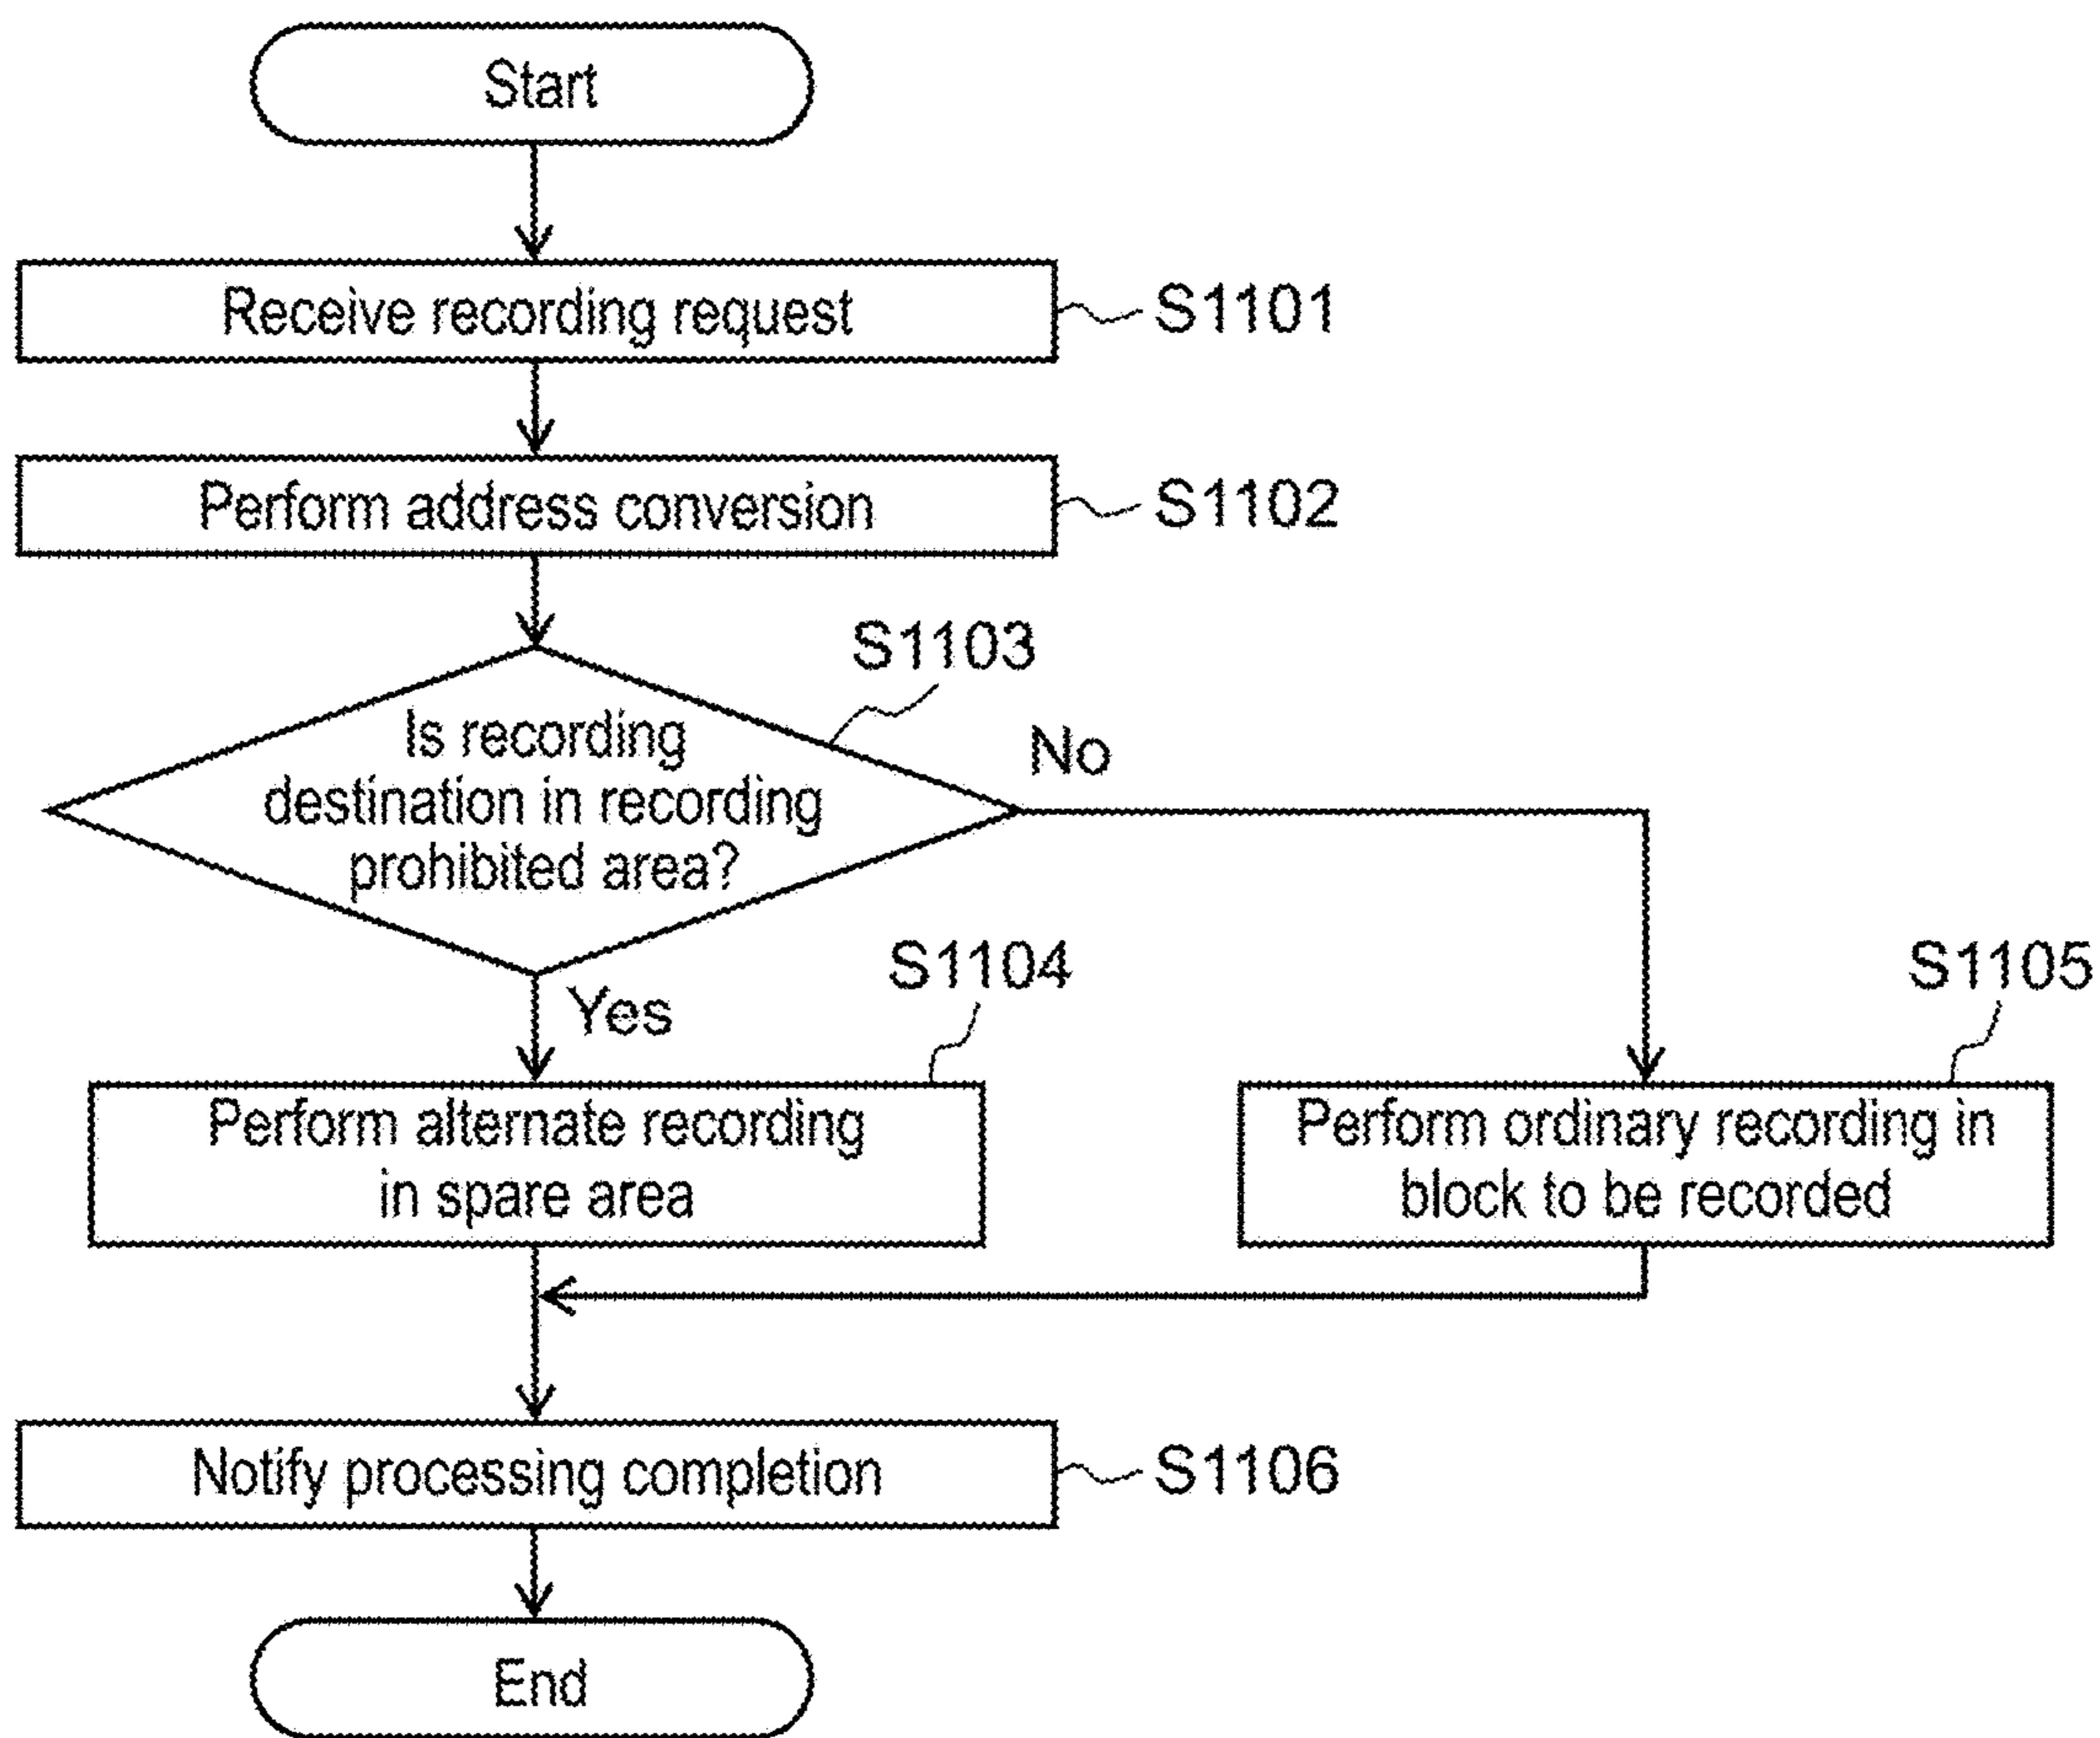 Start
Receive recording request
S1101
Perform address conversion
S1102
S1103
Is recording
destination in recording
prohibited area?
No
Yes
S1104
S1105
Perform alternate recording
in spare area
Perform ordinary recording in
block to be recorded
Notify processing completion
S1106
End